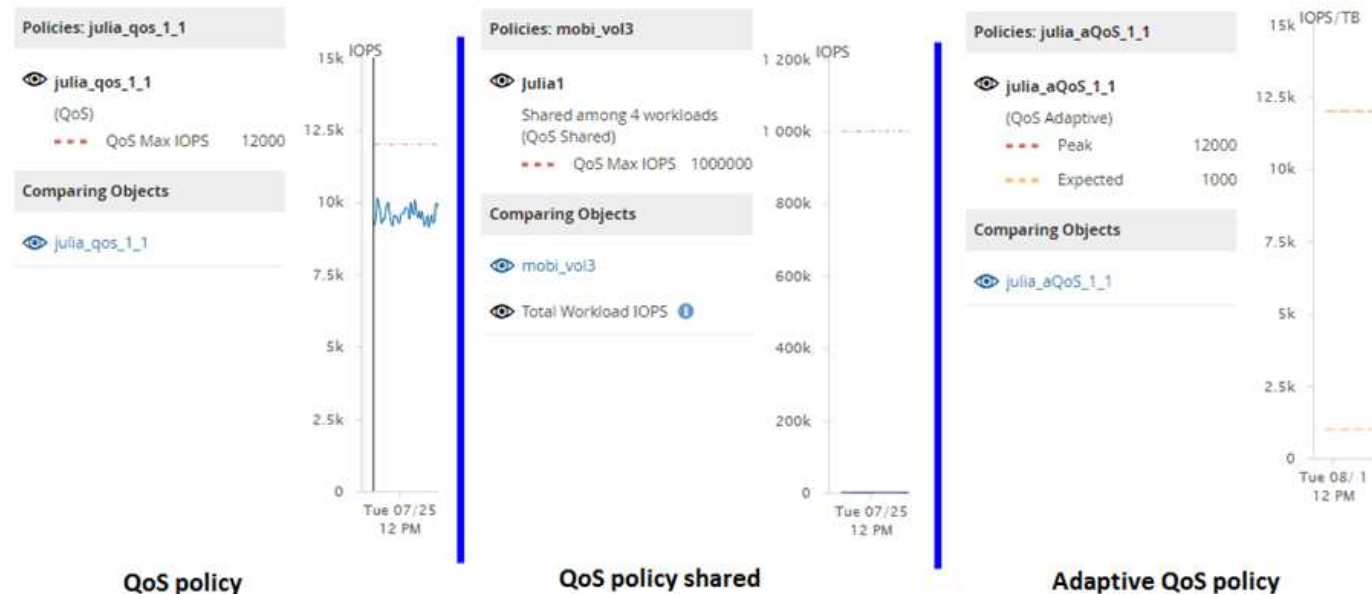 Policies: julia_qos_1_1
julia_qos_1_1
(QoS)
QoS Max IOPS 12000
Comparing Objects
julia_qos_1_1
IOPS
15k
12.5k
10k
7.5k
5k
2.5k
0
Tue 07/25
12 PM
QoS policy
Policies: mobi_vol3
Julia1
Shared among 4 workloads
(QoS Shared)
QoS Max IOPS 1000000
Comparing Objects
mobi_vol3
Total Workload IOPS i
IOPS
1 200k
1 000k
800k
600k
400k
200k
0
Tue 07/25
12 PM
QoS policy shared
Policies: julia_aQoS_1_1
julia_aQoS_1_1
(QoS Adaptive)
Peak 12000
Expected 1000
Comparing Objects
julia_aQoS_1_1
IOPS/TB
15k
12.5k
10k
7.5k
5k
2.5k
0
Tue 08/ 1
12 PM
Adaptive QoS policy